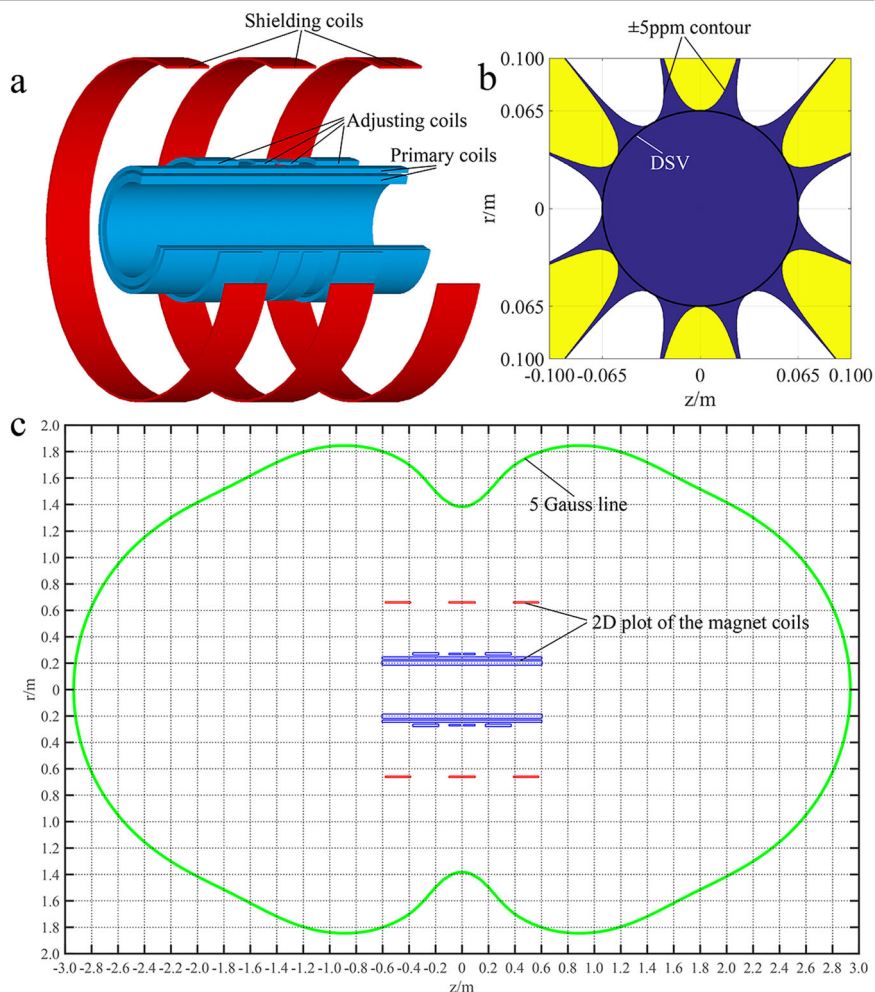 a
Shielding coils
Adjusting coils
Primary coils
b
±5ppm contour
DSV
0.100
0.065
0
0.065
0.100
r/m
-0.100 -0.065 0 0.065 0.100
z/m
c
2.0
1.8
1.6
1.4
1.2
1.0
0.8
0.6
0.4
0.2
0
0.2
0.4
0.6
0.8
1.0
1.2
1.4
1.6
1.8
2.0
r/m
5 Gauss line
2D plot of the magnet coils
-3.0 -2.8 -2.6 -2.4 -2.2 -2.0 -1.8 -1.6 -1.4 -1.2 -1.0 -0.8 -0.6 -0.4 -0.2 0 0.2 0.4 0.6 0.8 1.0 1.2 1.4 1.6 1.8 2.0 2.2 2.4 2.6 2.8 3.0
z/m